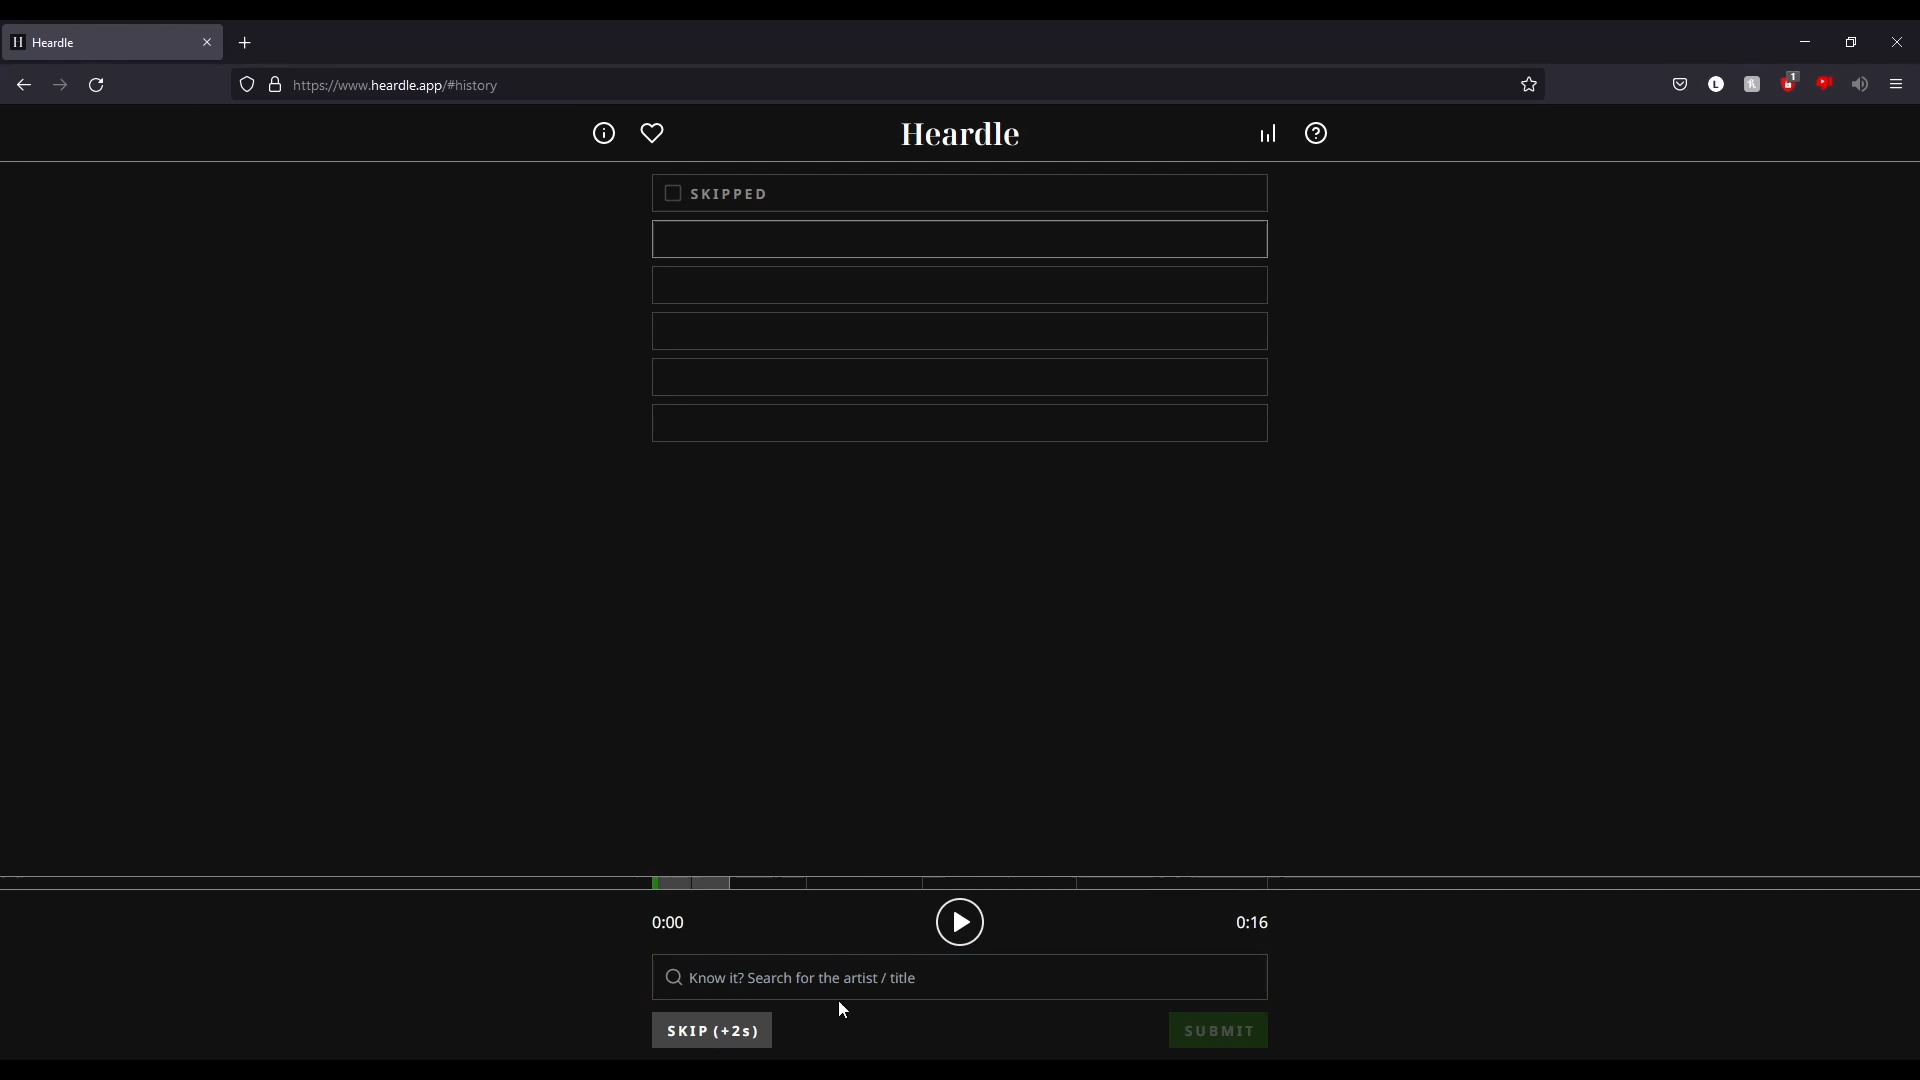 Heardle
https://www.heardle.app/#history
L
1
Heardle
SKIPPED
0:00
0:16
Know it? Search for the artist / title
SKIP (+2s)
SUBMIT